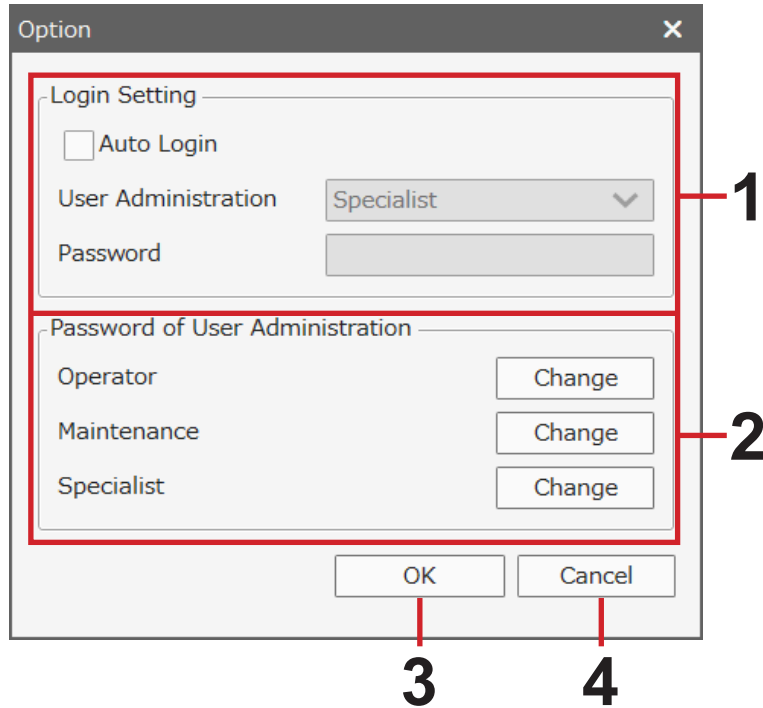 Option
Login Setting
Auto Login
User Administration Specialist
1
Password
Password of User Administration
Operator Change
Maintenance Change
2
Specialist Change
OK Cancel
3 4